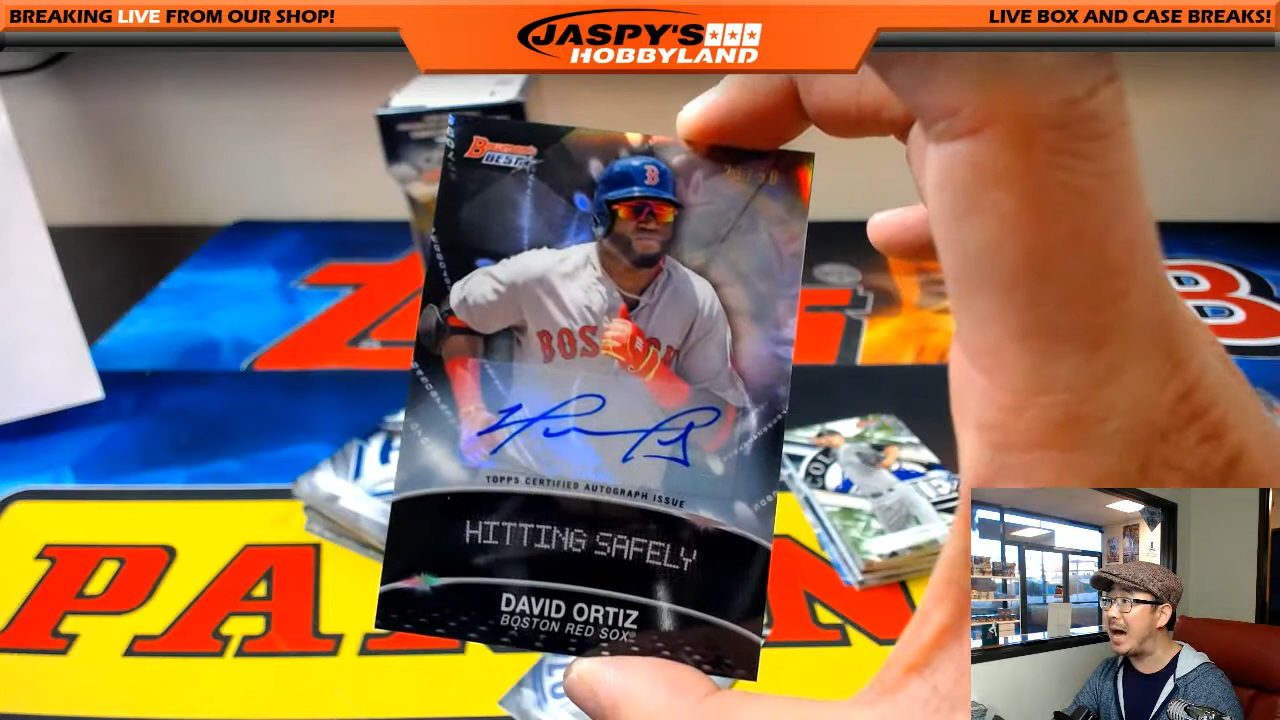 BREAKING LIVE FROM OUR SHOP!
JASPY'S
HOBBYLAND
LIVE BOX AND CASE BREAKS!
BOWMAN'S
BEST
B
BOSTON
TOPPS CERTIFIED AUTOGRAPH ISSUE
HITTING SAFELY
DAVID ORTIZ
BOSTON RED SOX